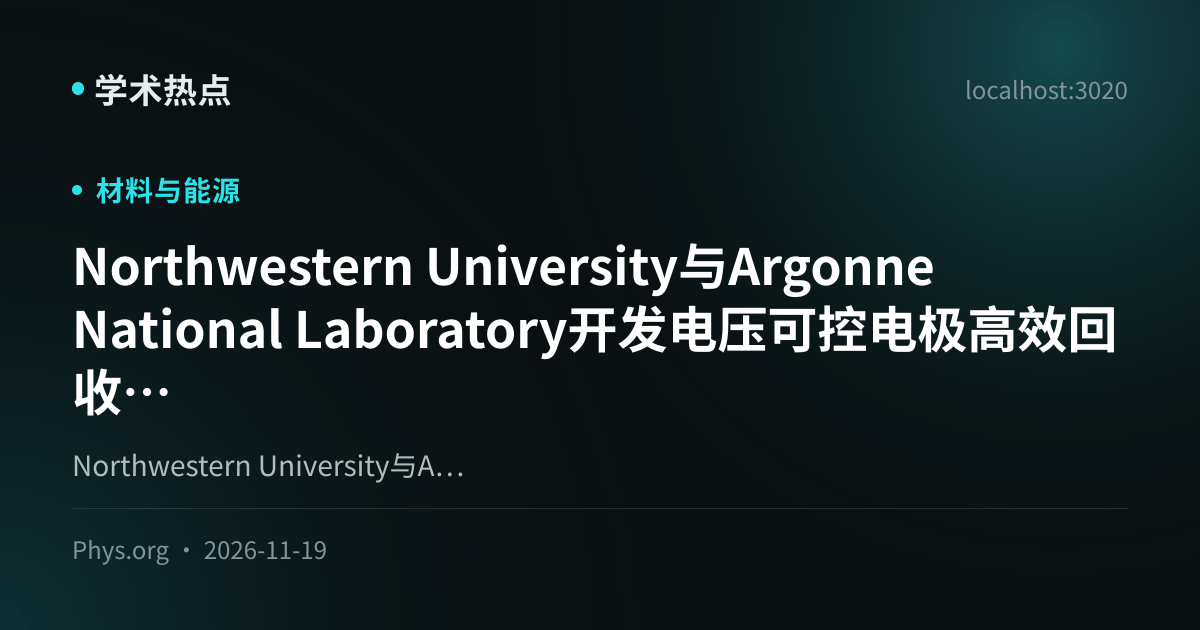 学术热点
localhost:3020
材料与能源
Northwestern University与Argonne
National Laboratory开发电压可控电极高效回
收…
Northwestern University与A…
Phys.org · 2026-11-19